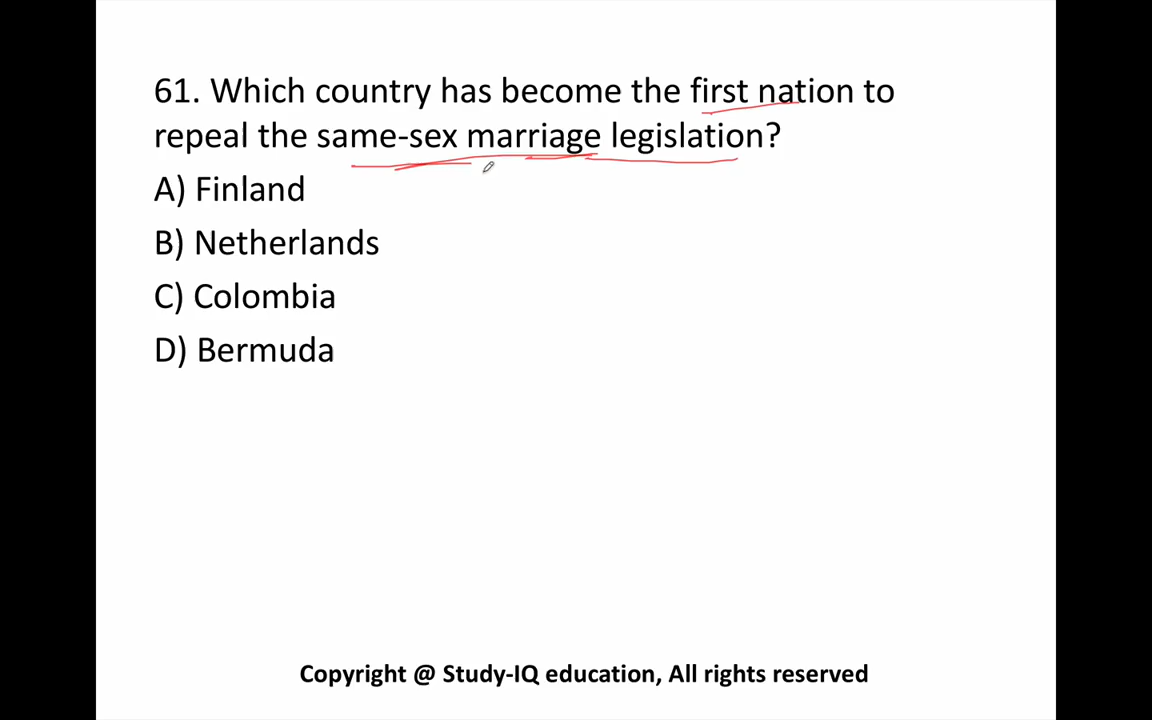 61. Which country has become the first nation to
repeal the same-sex marriage legislation?
A) Finland
B) Netherlands
C) Colombia
D) Bermuda
Copyright @ Study-IQ education, All rights reserved